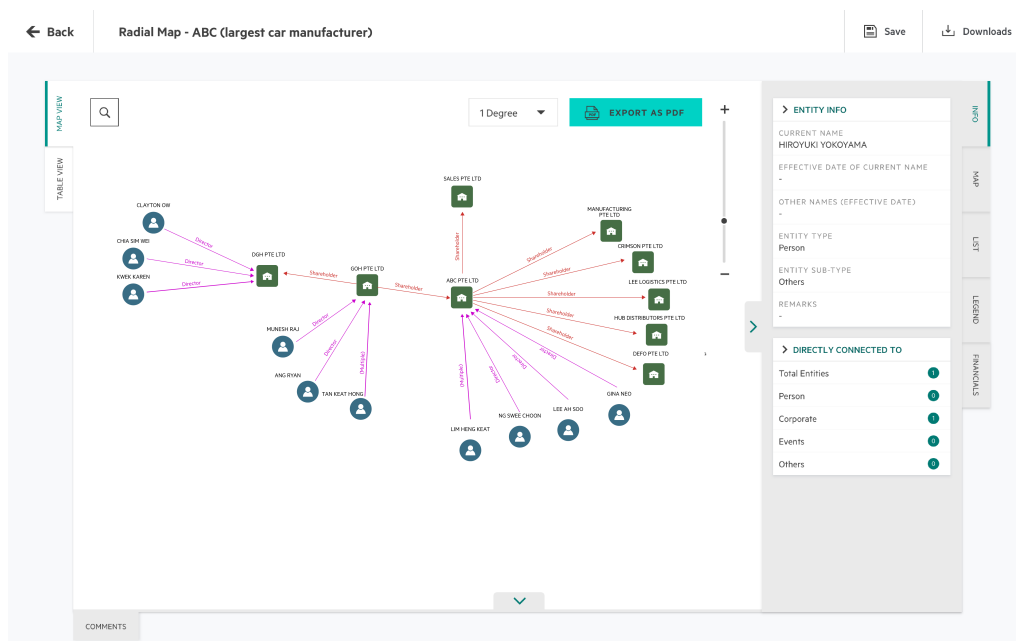 Back
Radial Map - ABC (largest car manufacturer)
Save
Downloads
MAP VIEW
TABLE VIEW
1 Degree
PDF
EXPORT AS PDF
SALES PTE LTD
CLAYTON OW
CHIA SIM WEI
KWEK KAREN
Director
Director
Director
DGH PTE LTD
Shareholder
GOH PTE LTD
Shareholder
ABC PTE LTD
Shareholder
MANUFACTURING
PTE LTD
Shareholder
CRIMSON PTE LTD
Shareholder
LEE LOGISTICS PTE LTD
Shareholder
HUB DISTRIBUTORS PTE LTD
Shareholder
DEFO PTE LTD
Shareholder
MUNESH RAJ
Director
ANG RYAN
Director
TAN KEAT HONG
Director
LIM HENG KEAT
Director
NG SWEE CHOON
Director
LEE AH SOO
Director
GINA NEO
Director
ENTITY INFO
CURRENT NAME
HIROYUKI YOKOYAMA
EFFECTIVE DATE OF CURRENT NAME
-
OTHER NAMES (EFFECTIVE DATE)
-
ENTITY TYPE
Person
ENTITY SUB-TYPE
Others
REMARKS
-
DIRECTLY CONNECTED TO
Total Entities 1
Person 0
Corporate 1
Events 0
Others 0
INFO
MAP
LIST
LEGEND
FINANCIALS
COMMENTS